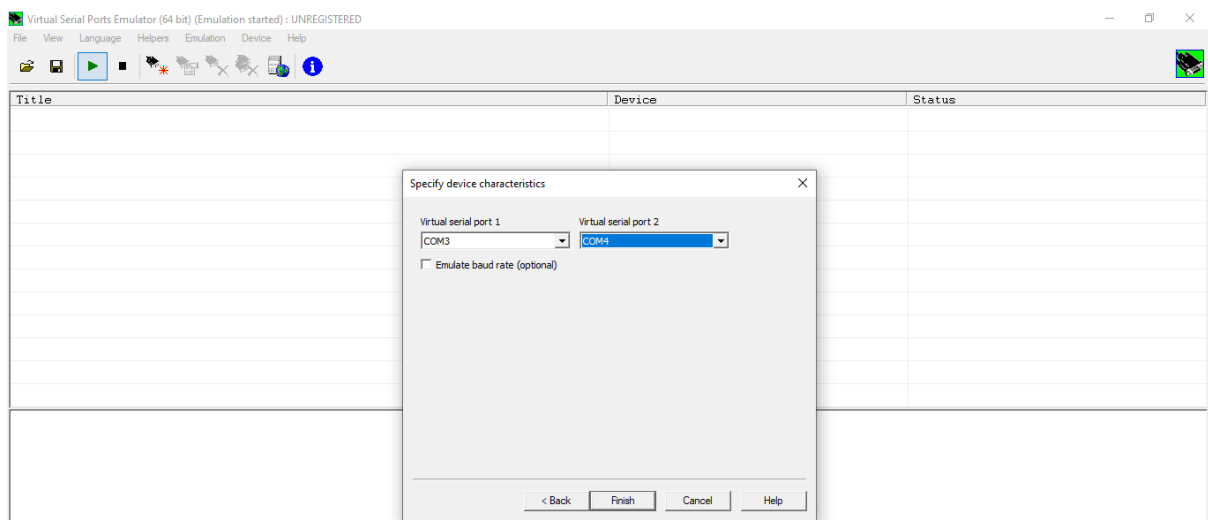 Virtual Serial Ports Emulator (64 bit) (Emulation started) : UNREGISTERED
File View Language Helpers Emulation Device Help
Title Device Status
Specify device characteristics
Virtual serial port 1 Virtual serial port 2
COM3 COM4
Emulate baud rate (optional)
< Back Finish Cancel Help